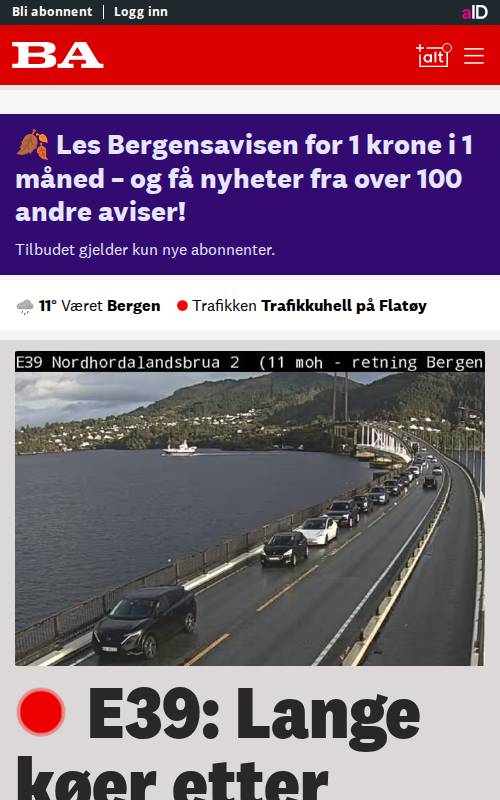 Bli abonnent | Logg inn
aID
BA
+alt
🍂 Les Bergensavisen for 1 krone i 1
måned – og få nyheter fra over 100
andre aviser!
Tilbudet gjelder kun nye abonnenter.
11° Været Bergen Trafikken Trafikkuhell på Flatøy
E39 Nordhordalandsbrua 2 (11 moh - retning Bergen
E39: Lange
køer etter